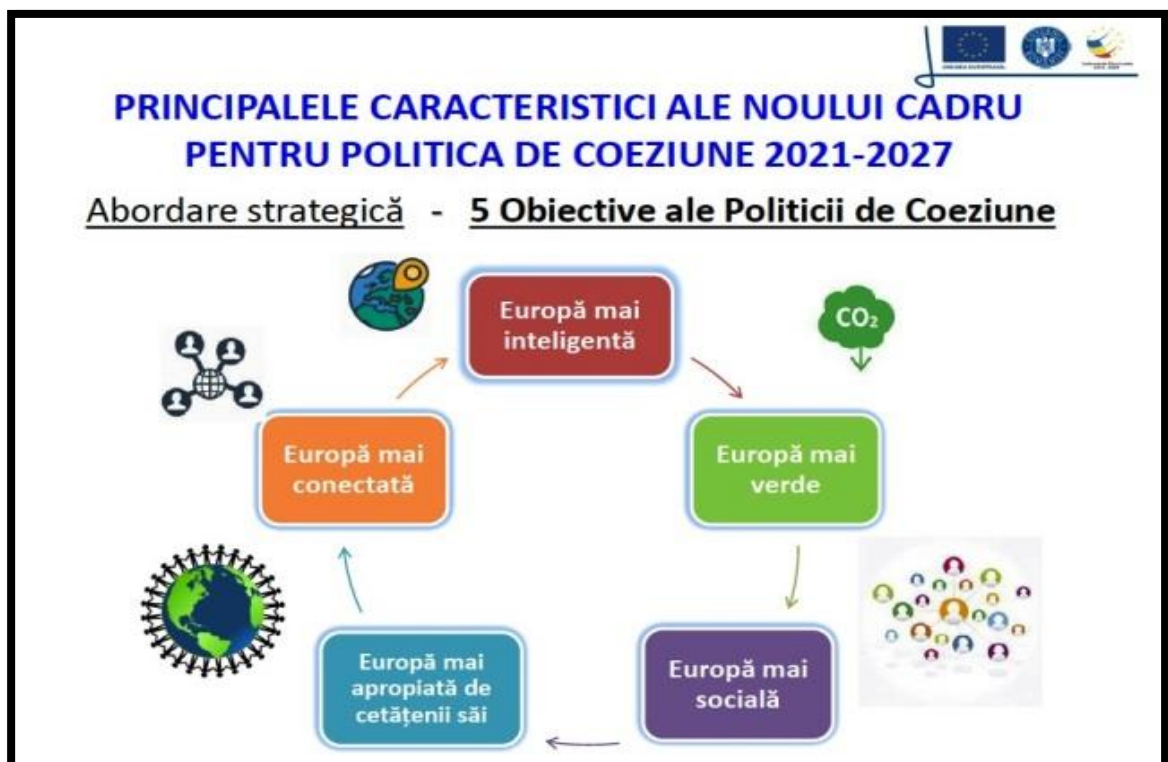 UNIUNEA EUROPEANĂ
PRINCIPALELE CARACTERISTICI ALE NOULUI CADRU
PENTRU POLITICA DE COEZIUNE 2021-2027
Abordare strategică - 5 Obiective ale Politicii de Coeziune
Europă mai
inteligentă
CO₂
Europă mai
conectată
Europă mai
verde
Europă mai
apropiată de
cetățenii săi
Europă mai
socială